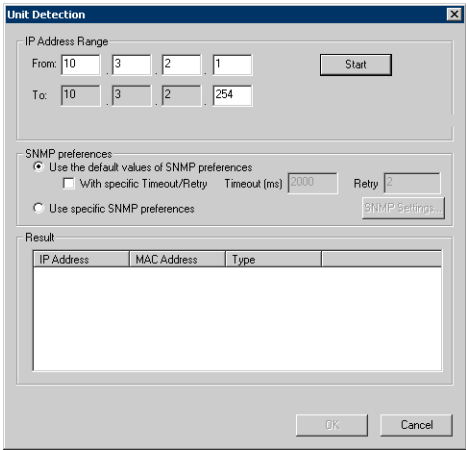 Unit Detection
IP Address Range
From: 10 . 3 . 2 . 1
Start
To: 10 . 3 . 2 . 254
SNMP preferences
Use the default values of SNMP preferences
With specific Timeout/Retry Timeout (ms) 2000 Retry 2
Use specific SNMP preferences SNMP Settings...
Result
IP Address MAC Address Type
OK Cancel